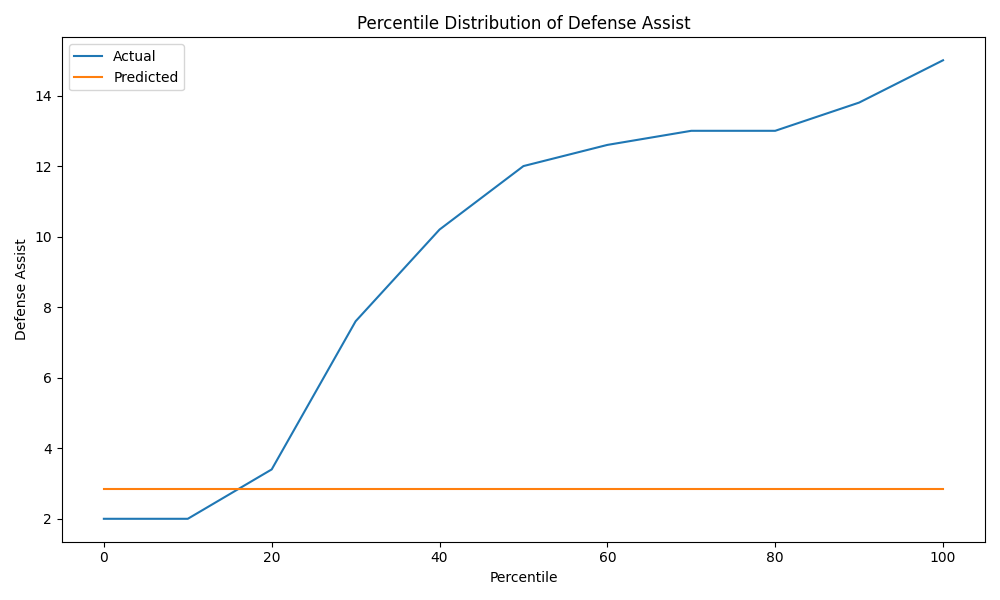 Percentile Distribution of Defense Assist
Actual
Predicted
14
12
10
8
6
4
2
Defense Assist
0 20 40 60 80 100
Percentile